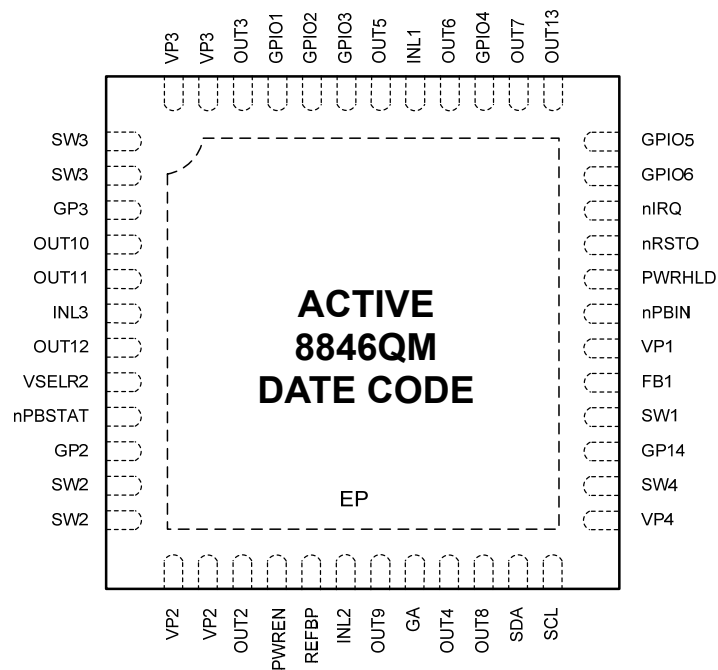 VP3
VP3
OUT3
GPIO1
GPIO2
GPIO3
OUT5
INL1
OUT6
GPIO4
OUT7
OUT13
SW3
SW3
GP3
OUT10
OUT11
INL3
OUT12
VSELR2
nPBSTAT
GP2
SW2
SW2
ACTIVE
8846QM
DATE CODE
EP
GPIO5
GPIO6
nIRQ
nRSTO
PWRHLD
nPBIN
VP1
FB1
SW1
GP14
SW4
VP4
VP2
VP2
OUT2
PWREN
REFBP
INL2
OUT9
GA
OUT4
OUT8
SDA
SCL